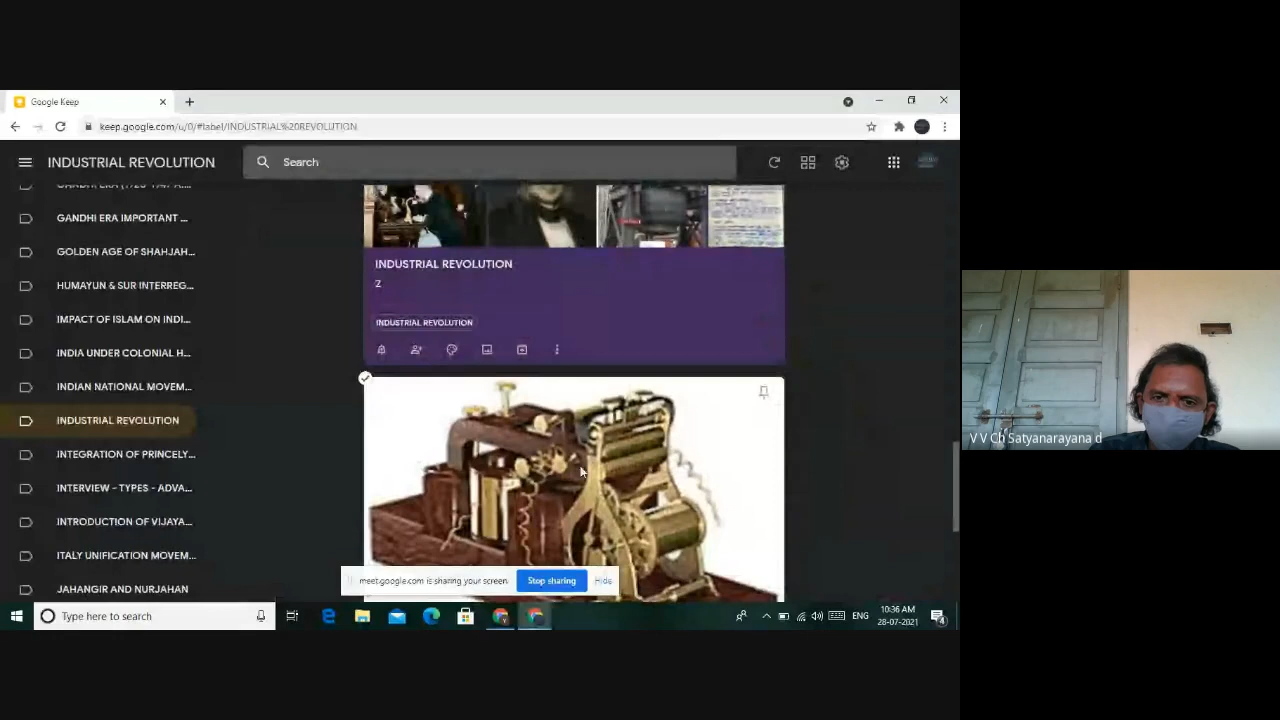 Google Keep
keep.google.com/u/0/#label/INDUSTRIAL%20REVOLUTION
INDUSTRIAL REVOLUTION
Search
GANDHI ERA IMPORTANT ...
GOLDEN AGE OF SHAHJAH...
HUMAYUN & SUR INTERREG...
IMPACT OF ISLAM ON INDI...
INDIA UNDER COLONIAL H...
INDIAN NATIONAL MOVEM...
INDUSTRIAL REVOLUTION
INTEGRATION OF PRINCELY...
INTERVIEW - TYPES - ADVA...
INTRODUCTION OF VIJAYA...
ITALY UNIFICATION MOVEM...
JAHANGIR AND NURJAHAN
INDUSTRIAL REVOLUTION
2
INDUSTRIAL REVOLUTION
meet.google.com is sharing your screen.
Stop sharing
Hide
Type here to search
ENG
10:36 AM
28-07-2021
4
V V Ch Satyanarayana d